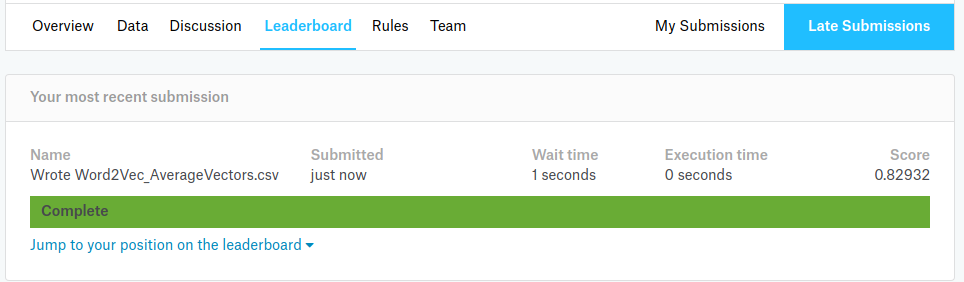 Overview Data Discussion Leaderboard Rules Team My Submissions Late Submissions
Your most recent submission
Name Submitted Wait time Execution time Score
Wrote Word2Vec_AverageVectors.csv just now 1 seconds 0 seconds 0.82932
Complete
Jump to your position on the leaderboard